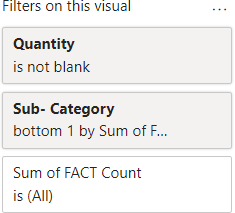 Filters on this visual ...
Quantity
is not blank
Sub- Category
bottom 1 by Sum of F...
Sum of FACT Count
is (All)